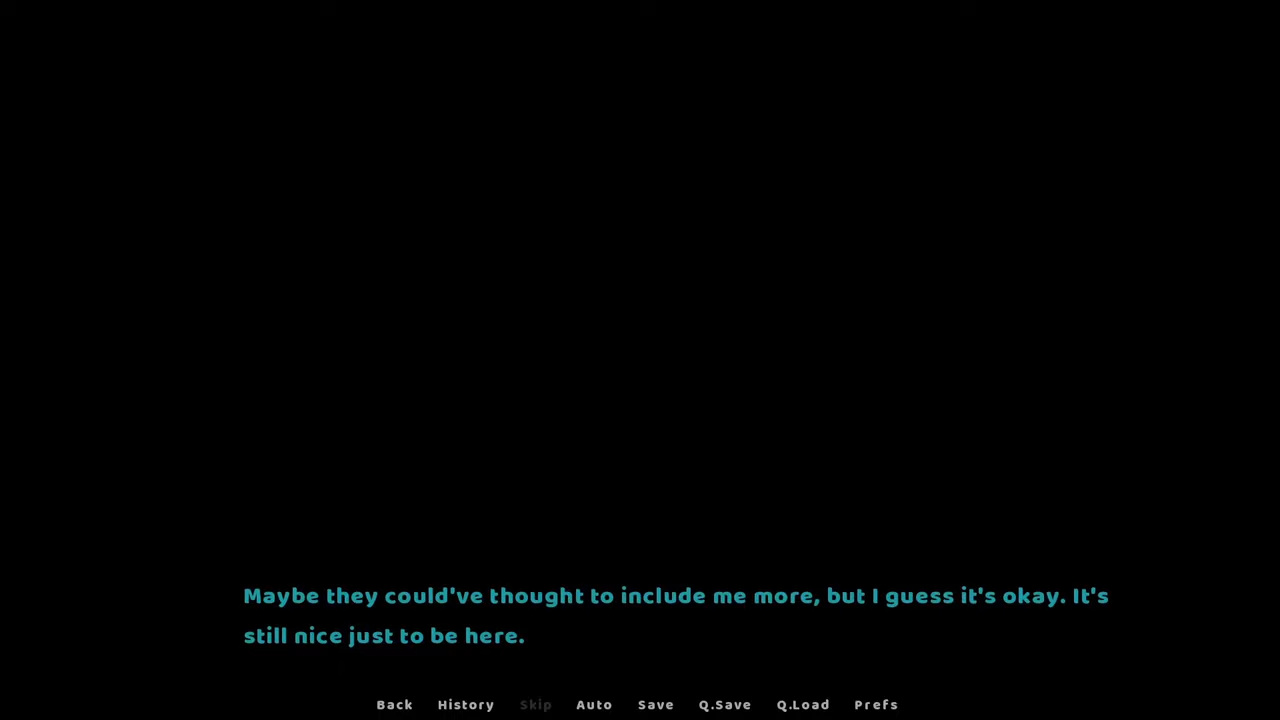 Maybe they could've thought to include me more, but I guess it's okay. It's
still nice just to be here.
Back History Skip Auto Save Q.Save Q.Load Prefs